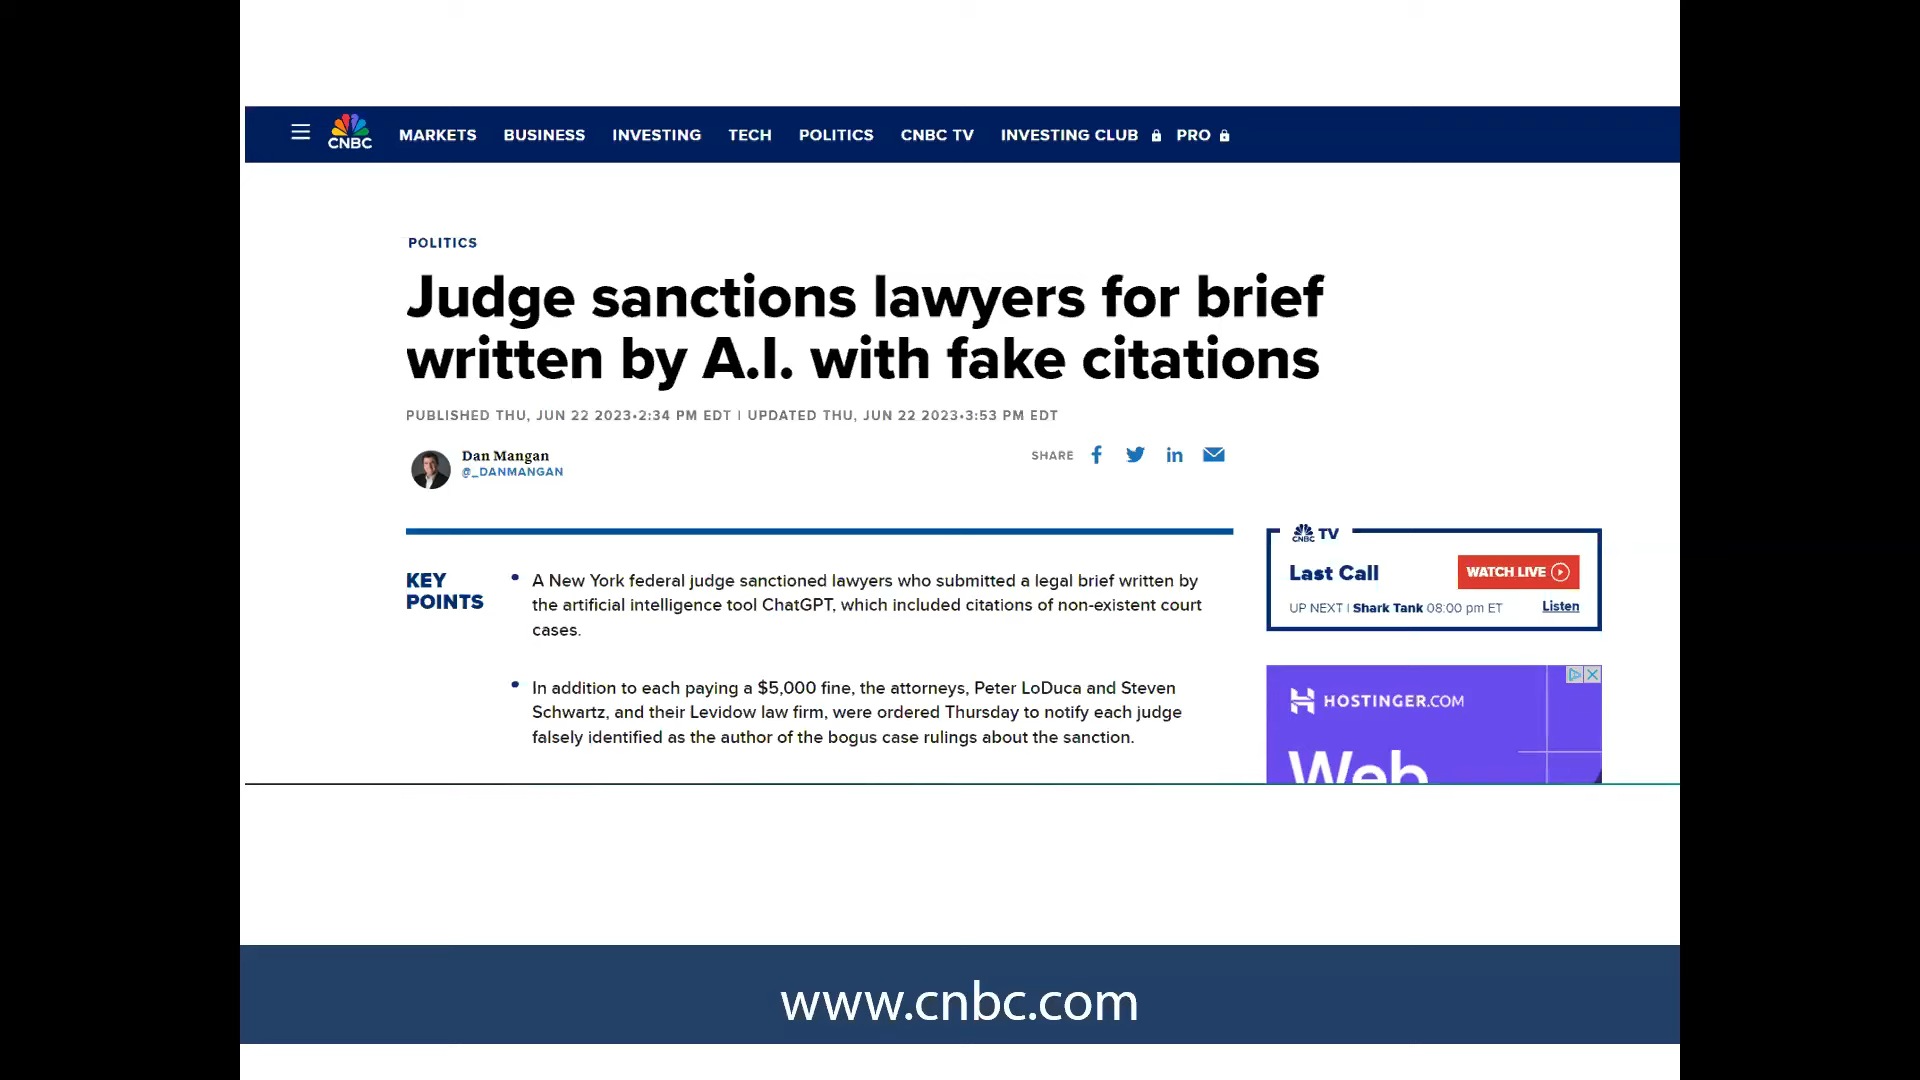 CNBC
MARKETS BUSINESS INVESTING TECH POLITICS CNBC TV INVESTING CLUB PRO
POLITICS
Judge sanctions lawyers for brief
written by A.I. with fake citations
PUBLISHED THU, JUN 22 2023•2:34 PM EDT | UPDATED THU, JUN 22 2023•3:53 PM EDT
Dan Mangan
@_DANMANGAN
SHARE
KEY
POINTS
• A New York federal judge sanctioned lawyers who submitted a legal brief written by
the artificial intelligence tool ChatGPT, which included citations of non-existent court
cases.
• In addition to each paying a $5,000 fine, the attorneys, Peter LoDuca and Steven
Schwartz, and their Levidow law firm, were ordered Thursday to notify each judge
falsely identified as the author of the bogus case rulings about the sanction.
CNBC TV
Last Call
WATCH LIVE
UP NEXT | Shark Tank 08:00 pm ET
Listen
HOSTINGER.COM
Web
www.cnbc.com